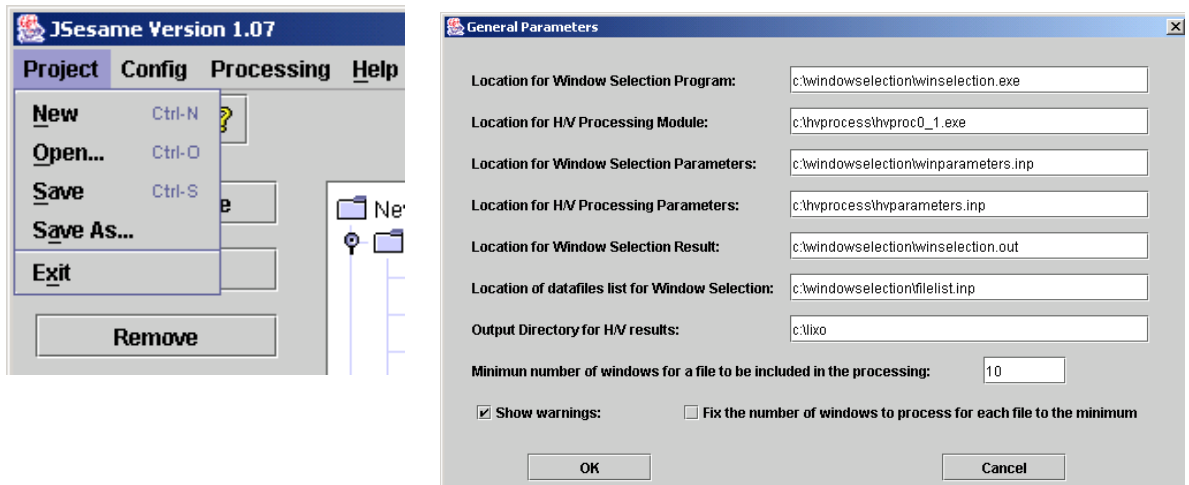 JSesame Version 1.07
Project Config Processing Help
New Ctrl-N
Open... Ctrl-O
Save Ctrl-S
Save As...
Exit
?
e
Ne
Remove
General Parameters
Location for Window Selection Program: c:\windowselection\winselection.exe
Location for H/V Processing Module: c:\hvprocess\hvproc0_1.exe
Location for Window Selection Parameters: c:\windowselection\winparameters.inp
Location for H/V Processing Parameters: c:\hvprocess\hvparameters.inp
Location for Window Selection Result: c:\windowselection\winselection.out
Location of datafiles list for Window Selection: c:\windowselection\filelist.inp
Output Directory for H/V results: c:\lixo
Minimun number of windows for a file to be included in the processing: 10
Show warnings: Fix the number of windows to process for each file to the minimum
OK Cancel